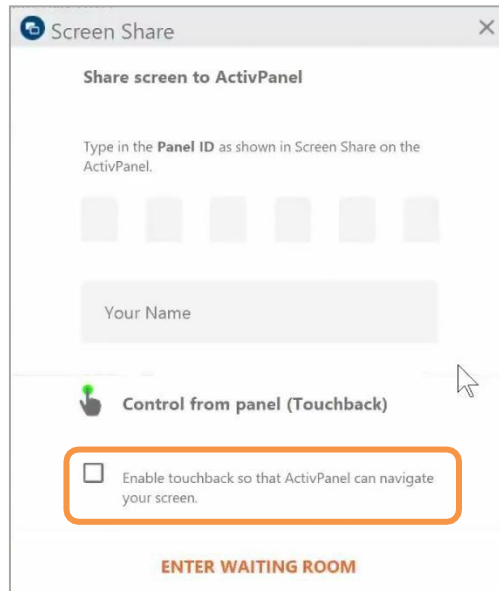 Screen Share
Share screen to ActivPanel
Type in the Panel ID as shown in Screen Share on the
ActivPanel.
Your Name
Control from panel (Touchback)
Enable touchback so that ActivPanel can navigate
your screen.
ENTER WAITING ROOM